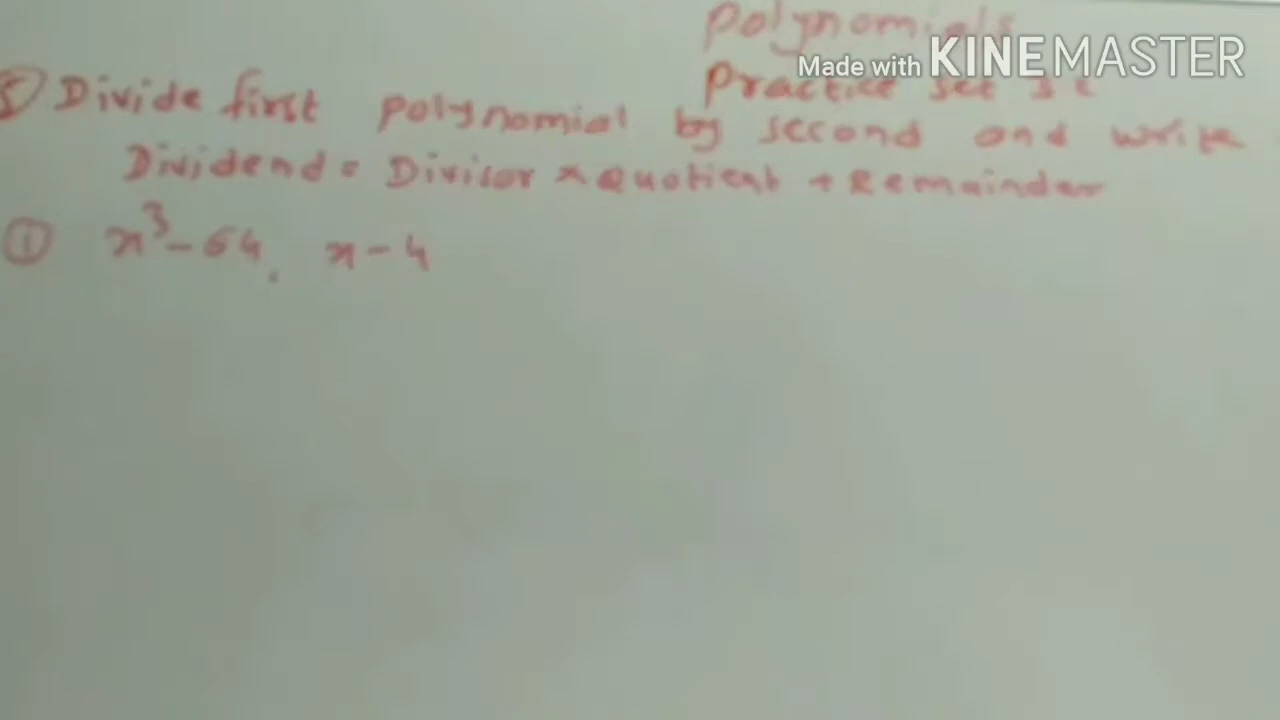 Polynomials
Made with KINEMASTER
Practice set
5) Divide first polynomial by second and write
Dividend = Divisor × Quotient + Remainder
① x³ - 64, x - 4